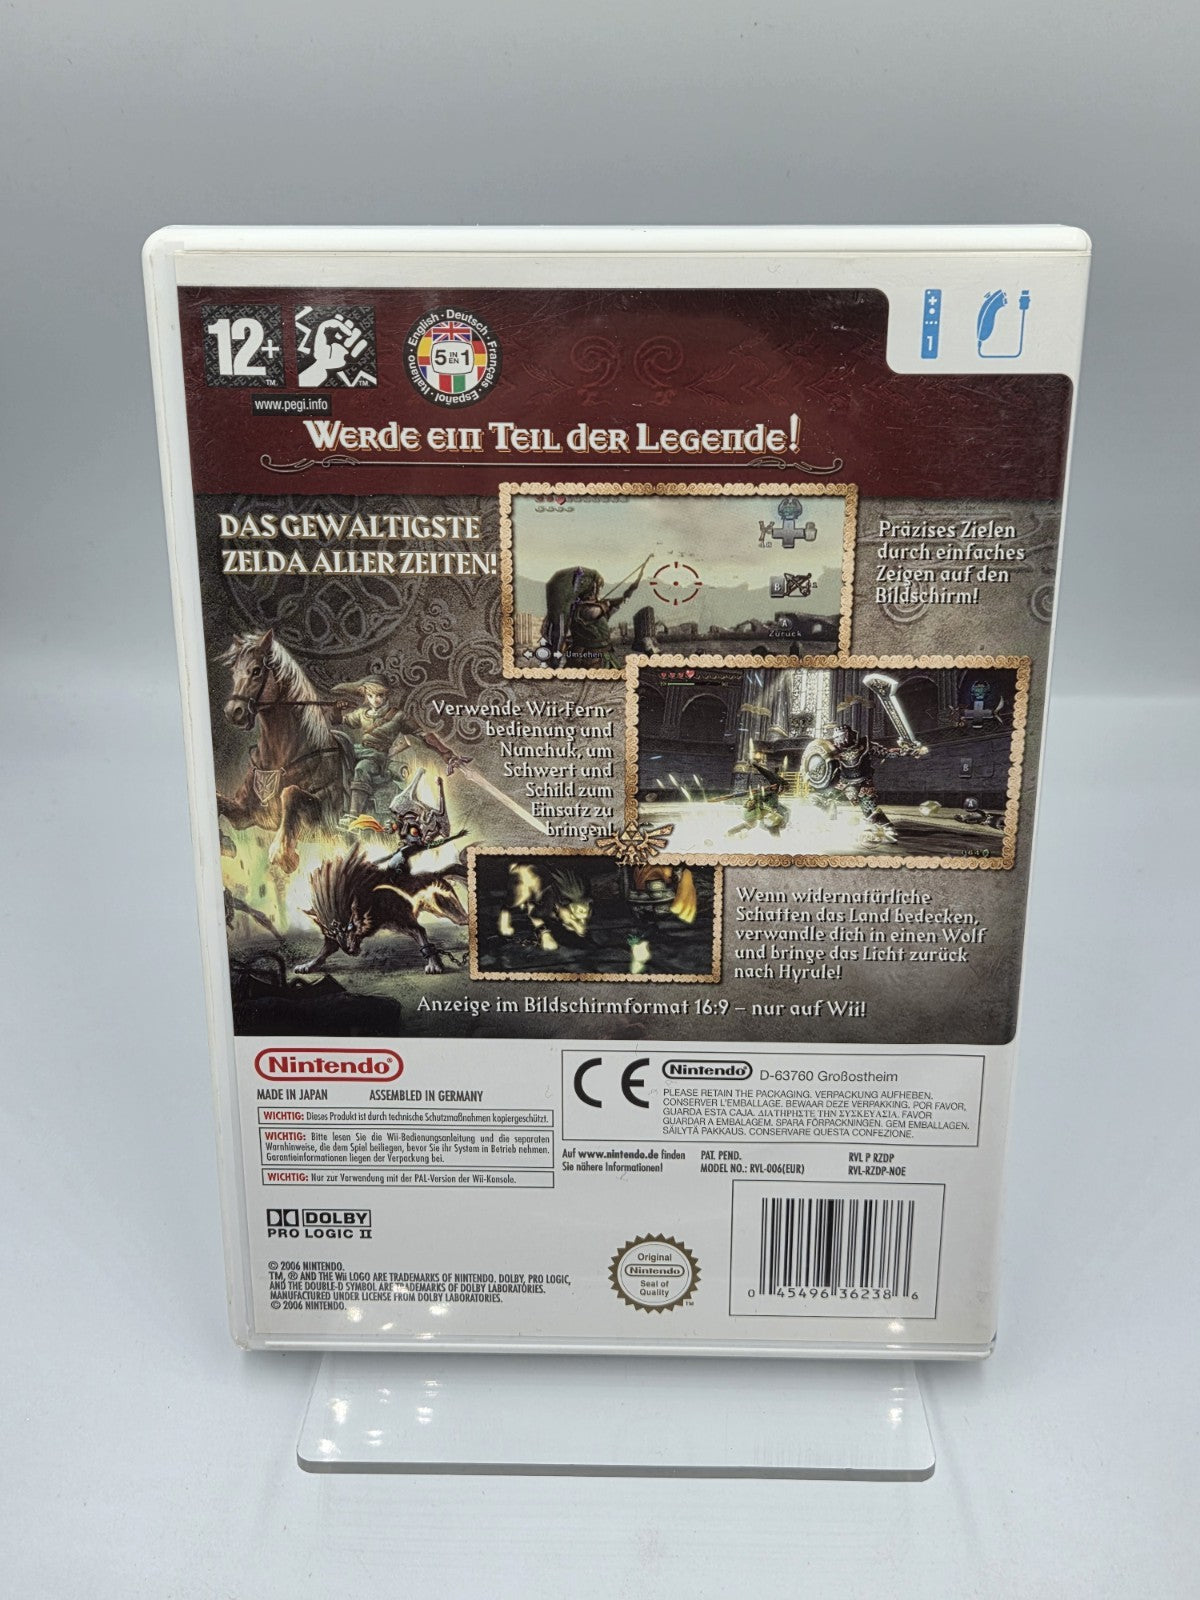 12+
www.pegi.info
English · Deutsch · Français · Español · Italiano
5 IN EN 1
1
WERDE EIN TEIL DER LEGENDE!
DAS GEWALTIGSTE
ZELDA ALLER ZEITEN!
B
A
Zurück
Umsehen
Präzises Zielen
durch einfaches
Zeigen auf den
Bildschirm!
Verwende Wii-Fern-
bedienung und
Nunchuk, um
Schwert und
Schild zum
Einsatz zu
bringen!
Wenn widernatürliche
Schatten das Land bedecken,
verwandle dich in einen Wolf
und bringe das Licht zurück
nach Hyrule!
Anzeige im Bildschirmformat 16:9 – nur auf Wii!
Nintendo®
MADE IN JAPAN ASSEMBLED IN GERMANY
WICHTIG: Dieses Produkt ist durch technische Schutzmaßnahmen kopiergeschützt.
WICHTIG: Bitte lesen Sie die Wii-Bedienungsanleitung und die separaten
Warnhinweise, die dem Spiel beiliegen, bevor Sie ihr System in Betrieb nehmen.
Garantieinformationen liegen der Verpackung bei.
WICHTIG: Nur zur Verwendung mit der PAL-Version der Wii-Konsole.
CE
Nintendo® D-63760 Großostheim
PLEASE RETAIN THE PACKAGING. VERPACKUNG AUFHEBEN.
CONSERVER L'EMBALLAGE. BEWAAR DEZE VERPAKKING. POR FAVOR,
GUARDA ESTA CAJA. ΔΙΑΤΗΡΗΣΤΕ ΤΗΝ ΣΥΣΚΕΥΑΣΙΑ. FAVOR
GUARDAR A EMBALAGEM. SPARA FÖRPACKNINGEN. GEM EMBALLAGEN.
SÄILYTÄ PAKKAUS. CONSERVARE QUESTA CONFEZIONE.
Auf www.nintendo.de finden
Sie nähere Informationen!
PAT. PEND.
MODEL NO.: RVL-006(EUR)
RVL P RZDP
RVL-RZDP-NOE
DOLBY
PRO LOGIC II
© 2006 NINTENDO.
TM, ® AND THE Wii LOGO ARE TRADEMARKS OF NINTENDO. DOLBY, PRO LOGIC,
AND THE DOUBLE-D SYMBOL ARE TRADEMARKS OF DOLBY LABORATORIES.
MANUFACTURED UNDER LICENSE FROM DOLBY LABORATORIES.
© 2006 NINTENDO.
Original
Nintendo
Seal of
Quality
TM
0 45496 36238 6